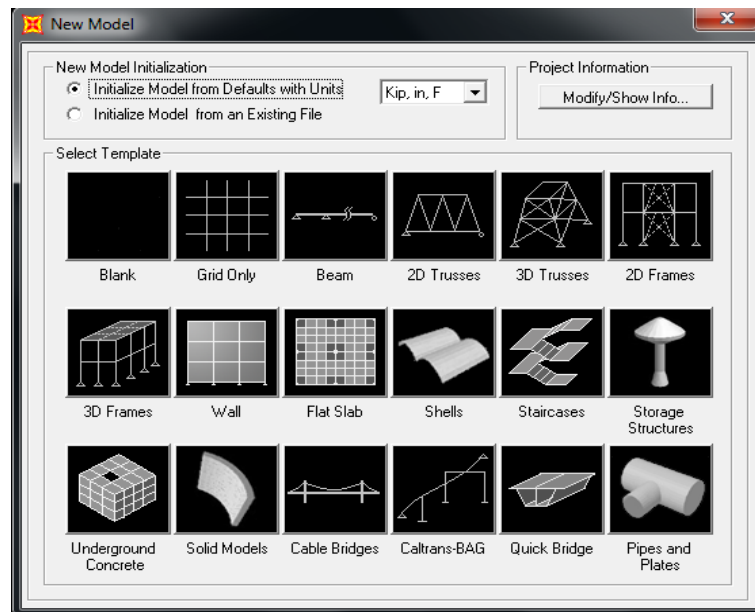 New Model
New Model Initialization
Project Information
Initialize Model from Defaults with Units
Kip, in, F
Modify/Show Info...
Initialize Model from an Existing File
Select Template
Blank
Grid Only
Beam
2D Trusses
3D Trusses
2D Frames
3D Frames
Wall
Flat Slab
Shells
Staircases
Storage
Structures
Underground
Concrete
Solid Models
Cable Bridges
Caltrans-BAG
Quick Bridge
Pipes and
Plates